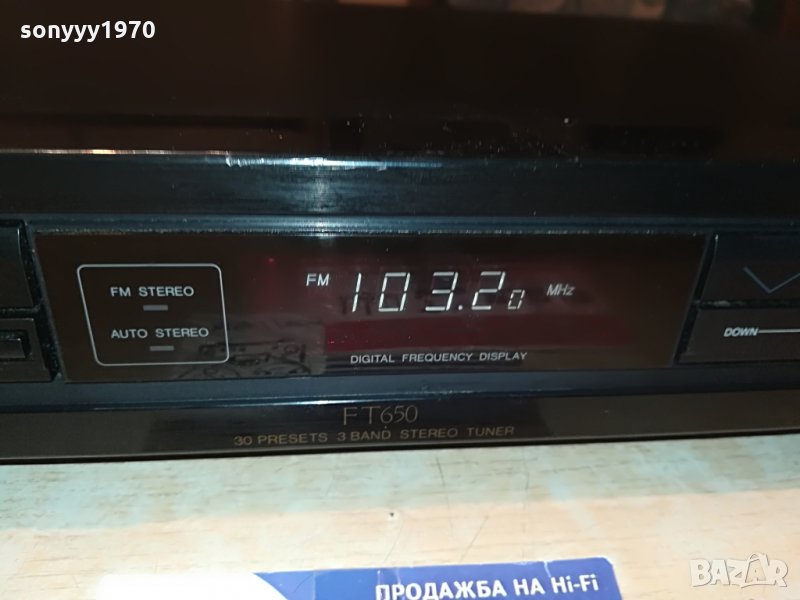 sonyyy1970
FM STEREO
AUTO STEREO
FM 103.20 MHz
DIGITAL FREQUENCY DISPLAY
DOWN
FT650
30 PRESETS 3 BAND STEREO TUNER
ПРОДАЖБА НА Hi-Fi
BAZAR